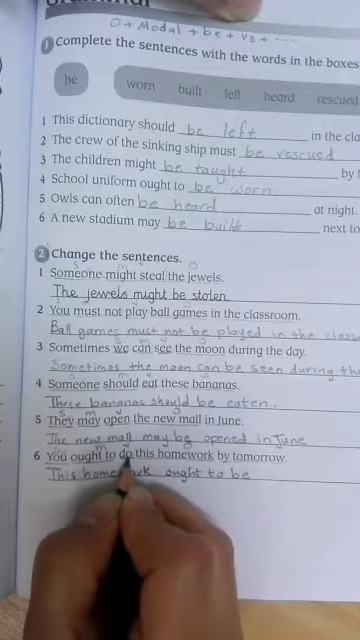 O + Modal + be + V3 + ....
1 Complete the sentences with the words in the boxes
be worn built left heard rescued
1 This dictionary should be left in the cla
2 The crew of the sinking ship must be rescued
3 The children might be taught by
4 School uniform ought to be worn
5 Owls can often be heard at night.
6 A new stadium may be built next to
2 Change the sentences.
s m v o
1 Someone might steal the jewels.
The jewels might be stolen.
2 You must not play ball games in the classroom.
Ball games must not be played in the class
3 Sometimes we can see the moon during the day.
Sometimes the moon can be seen during th
4 Someone should eat these bananas.
These bananas should be eaten.
5 They may open the new mall in June.
The new mall may be opened in June
6 You ought to do this homework by tomorrow.
This homework ought to be